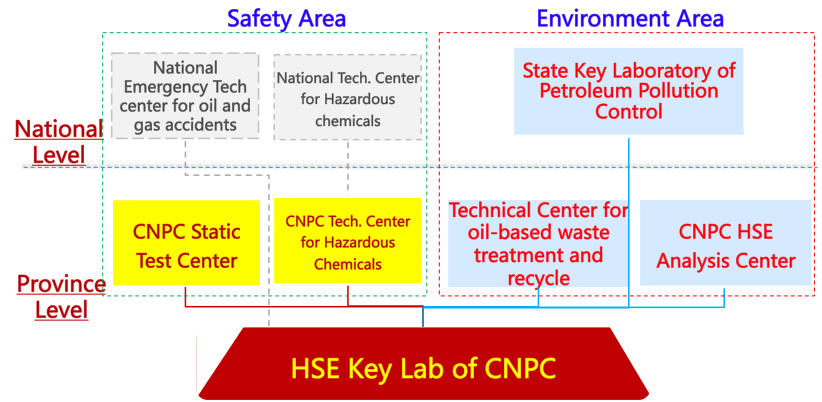 Safety Area
Environment Area
National
Emergency Tech
center for oil and
gas accidents
National Tech. Center
for Hazardous
chemicals
State Key Laboratory of
Petroleum Pollution
Control
National
Level
CNPC Static
Test Center
CNPC Tech. Center
for Hazardous
Chemicals
Technical Center for
oil-based waste
treatment and
recycle
CNPC HSE
Analysis Center
Province
Level
HSE Key Lab of CNPC